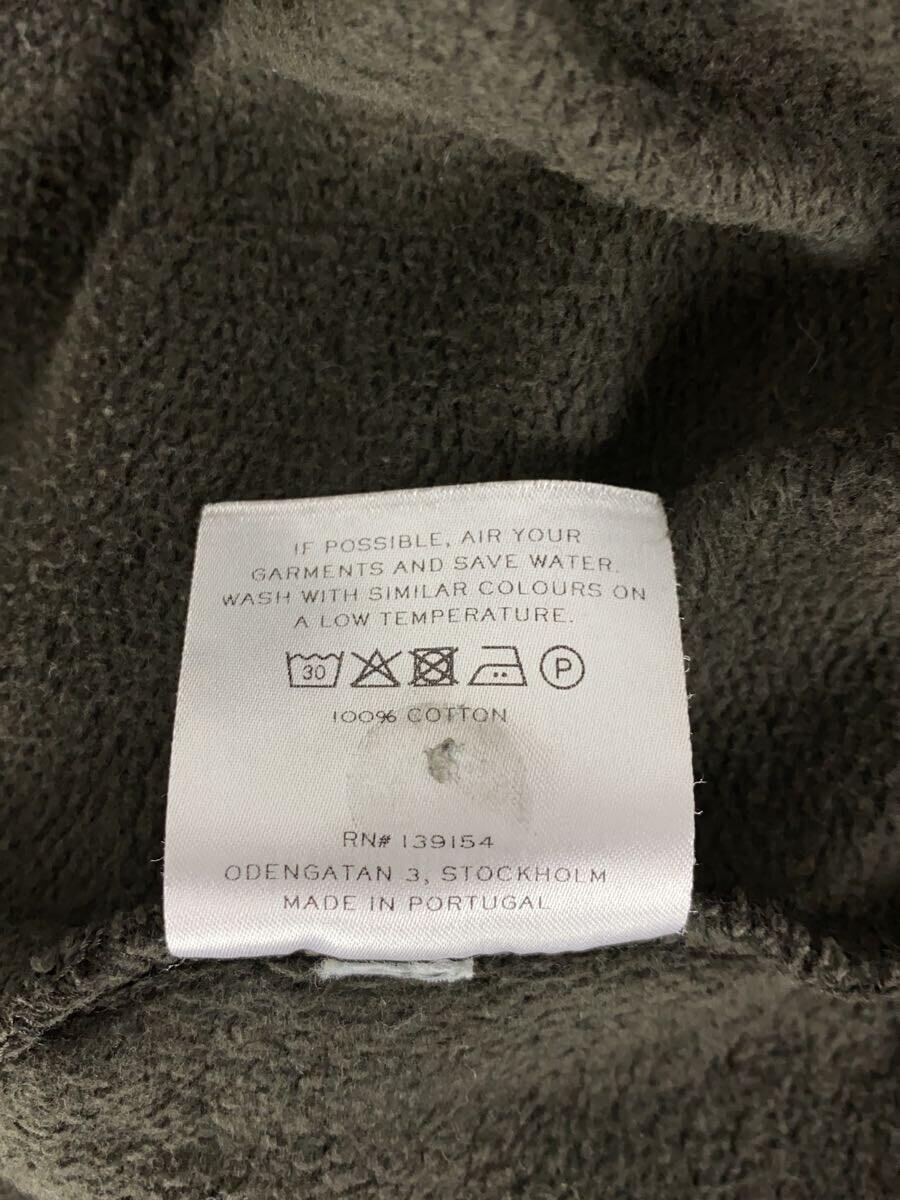 IF POSSIBLE, AIR YOUR
GARMENTS AND SAVE WATER.
WASH WITH SIMILAR COLOURS ON
A LOW TEMPERATURE.
30 P
100% COTTON
RN# 139154
ODENGATAN 3, STOCKHOLM
MADE IN PORTUGAL